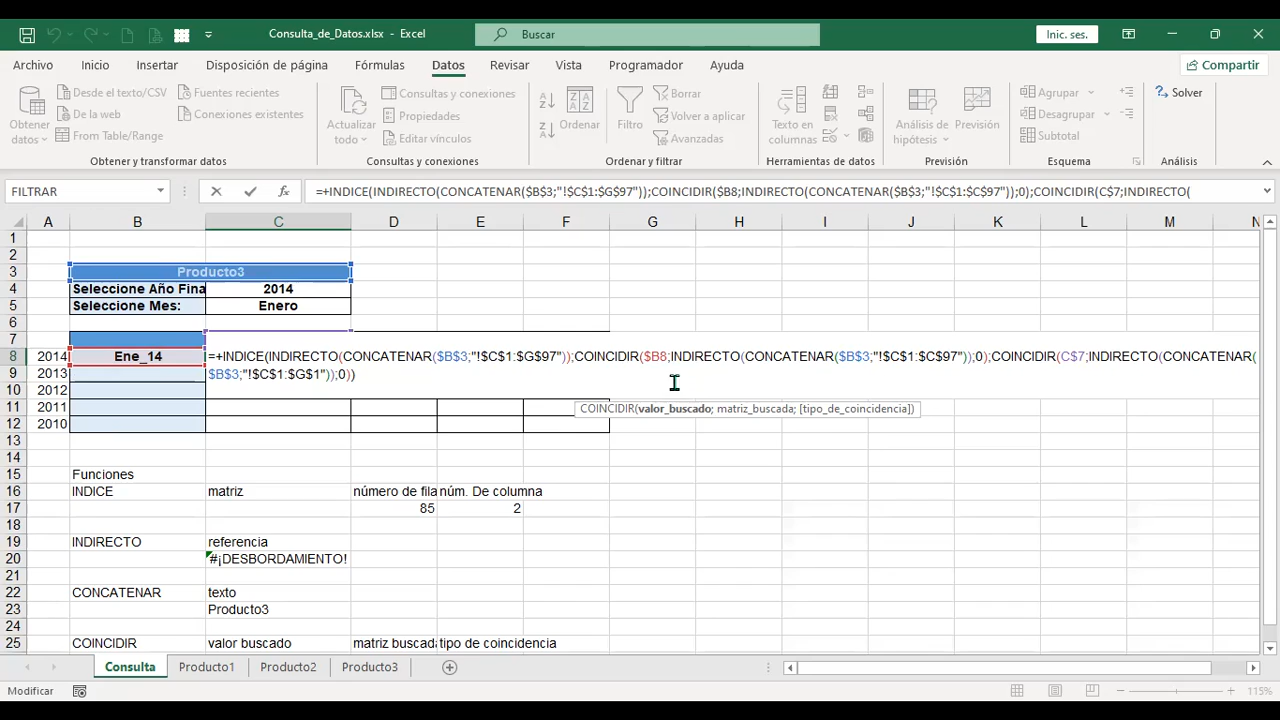 Consulta_de_Datos.xlsx - Excel
Buscar
Inic. ses.
Archivo Inicio Insertar Disposición de página Fórmulas Datos Revisar Vista Programador Ayuda
Compartir
Obtener datos
Desde el texto/CSV
De la web
From Table/Range
Fuentes recientes
Conexiones existentes
Obtener y transformar datos
Actualizar todo
Consultas y conexiones
Propiedades
Editar vínculos
Consultas y conexiones
Ordenar
Filtro
Borrar
Volver a aplicar
Avanzadas
Ordenar y filtrar
Texto en columnas
Herramientas de datos
Análisis de hipótesis
Previsión
Previsión
Agrupar
Desagrupar
Subtotal
Esquema
Solver
Análisis
FILTRAR
fx
=+INDICE(INDIRECTO(CONCATENAR($B$3;"!$C$1:$G$97"));COINCIDIR($B8;INDIRECTO(CONCATENAR($B$3;"!$C$1:$C$97"));0);COINCIDIR(C$7;INDIRECTO(
A B C D E F G H I J K L M N
1
2
3 Producto3
4 Seleccione Año Fina 2014
5 Seleccione Mes: Enero
6
7
8 2014 Ene_14 =+INDICE(INDIRECTO(CONCATENAR($B$3;"!$C$1:$G$97"));COINCIDIR($B8;INDIRECTO(CONCATENAR($B$3;"!$C$1:$C$97"));0);COINCIDIR(C$7;INDIRECTO(CONCATENAR(
9 2013 $B$3;"!$C$1:$G$1"));0))
10 2012
COINCIDIR(valor_buscado; matriz_buscada; [tipo_de_coincidencia])
11 2011
12 2010
13
14
15 Funciones
16 INDICE matriz número de fila núm. De columna
17 85 2
18
19 INDIRECTO referencia
20 #¡DESBORDAMIENTO!
21
22 CONCATENAR texto
23 Producto3
24
25 COINCIDIR valor buscado matriz buscada tipo de coincidencia
Consulta Producto1 Producto2 Producto3
Modificar
115%